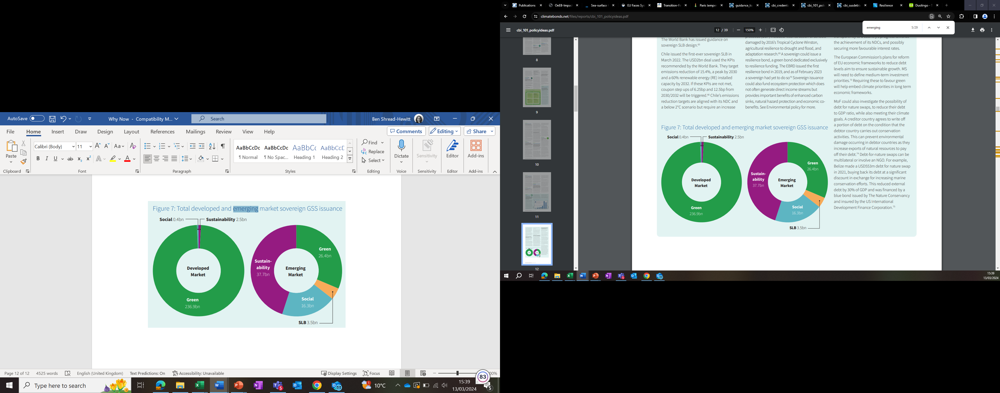 AutoSave
Why Now - Compatibility M...
Search
Ben Shread-Hewitt
File Home Insert Draw Design Layout References Mailings Review View Help
Comments Editing Share
Paste
Clipboard
Calibri (Body) 11
Font
Paragraph
AaBbCcDc AaBbCcDc AaBbCc AaBbCcD
¶ Normal ¶ No Spac... Heading 1 Heading 2
Styles
Find
Replace
Select
Editing
Dictate
Voice
Sensitivity
Sensitivity
Editor
Editor
Add-ins
Add-ins
Figure 7: Total developed and emerging market sovereign GSS issuance
Social 0.4bn
Sustainability 2.5bn
Developed
Market
Green
236.9bn
Emerging
Market
Green
26.4bn
Sustain-
ability
37.7bn
Social
16.3bn
SLB 3.5bn
Page 12 of 12 4525 words English (United Kingdom) Text Predictions: On Accessibility: Unavailable
Display Settings Focus
83
00%
Type here to search
10°C
15:39
13/03/2024
5
Publications
OeEB-Impac
Sea-surface
EU Faces Sys
Transition-Fi
Paris tempe
guidance_to
cbi_credenti
cbi_101_poli
cbi_susdebt
Resilience
Duolingo - T
climatebonds.net/files/reports/cbi_101_policyideas.pdf
cbi_101_policyideas.pdf
12 / 39
150%
emerging 5/29
8
9
10
11
12
The World Bank has issued guidance on
sovereign SLB design.65
Chile issued the first-ever sovereign SLB in
March 2022. The USD2bn deal used the KPIs
recommended by the World Bank. They target
emissions reduction of 15.4%, a peak by 2030
and a 60% renewable energy (RE) installed
capacity by 2032. If these KPIs are not met,
coupon step ups of 6.25bp and 12.5bp from
2030/2032 will be triggered.66 Chile's emissions
reduction targets are aligned with its NDC and
a below 2°C scenario but require an increase
damaged by 2016's Tropical Cyclone Winston,
agricultural resilience to drought and flood, and
adaptation research.69 A sovereign could issue a
resilience bond, a green bond dedicated exclusively
to resilience funding. The EBRD issued the first
resilience bond in 2019, and as of February 2023
a sovereign had yet to do so70 Sovereign issuance
could also fund ecosystem protection which does
not often generate direct income streams but
provides important benefits of enhanced carbon
sinks, natural hazard protection and economic co-
benefits. See Environmental policy for more.
the achievement of its NDCs, and possibly
securing more favourable interest rates.
The European Commission's plans for reform
of EU economic frameworks to reduce debt
levels aim to ensure sustainable growth. MS
will need to define medium-term investment
priorities.73 Requiring these to favour green
will help embed climate priorities in long term
economic frameworks.
MoF could also investigate the possibility of
debt for nature swaps, to reduce their debt
to GDP ratio, while also meeting their climate
goals. A creditor country agrees to write off
a portion of debt on the condition that the
debtor country carries out conservation
activities. This can prevent environmental
damage occurring in debtor countries as they
increase exports of natural resources to pay
off their debt.74 Debt-for-nature swaps can be
multilateral or involve an NGO. For example,
Belize made a USD553m debt for nature swap
in 2021, buying back its debt at a significant
discount in exchange for increasing marine
conservation efforts. This reduced external
debt by 30% of GDP and was financed by a
blue bond issued by The Nature Conservancy
and insured by the US International
Development Finance Corporation.75
Figure 7: Total developed and emerging market sovereign GSS issuance
Social 0.4bn
Sustainability 2.5bn
Developed
Market
Green
236.9bn
Emerging
Market
Green
26.4bn
Sustain-
ability
37.7bn
Social
16.3bn
SLB 3.5bn
15:39
13/03/2024